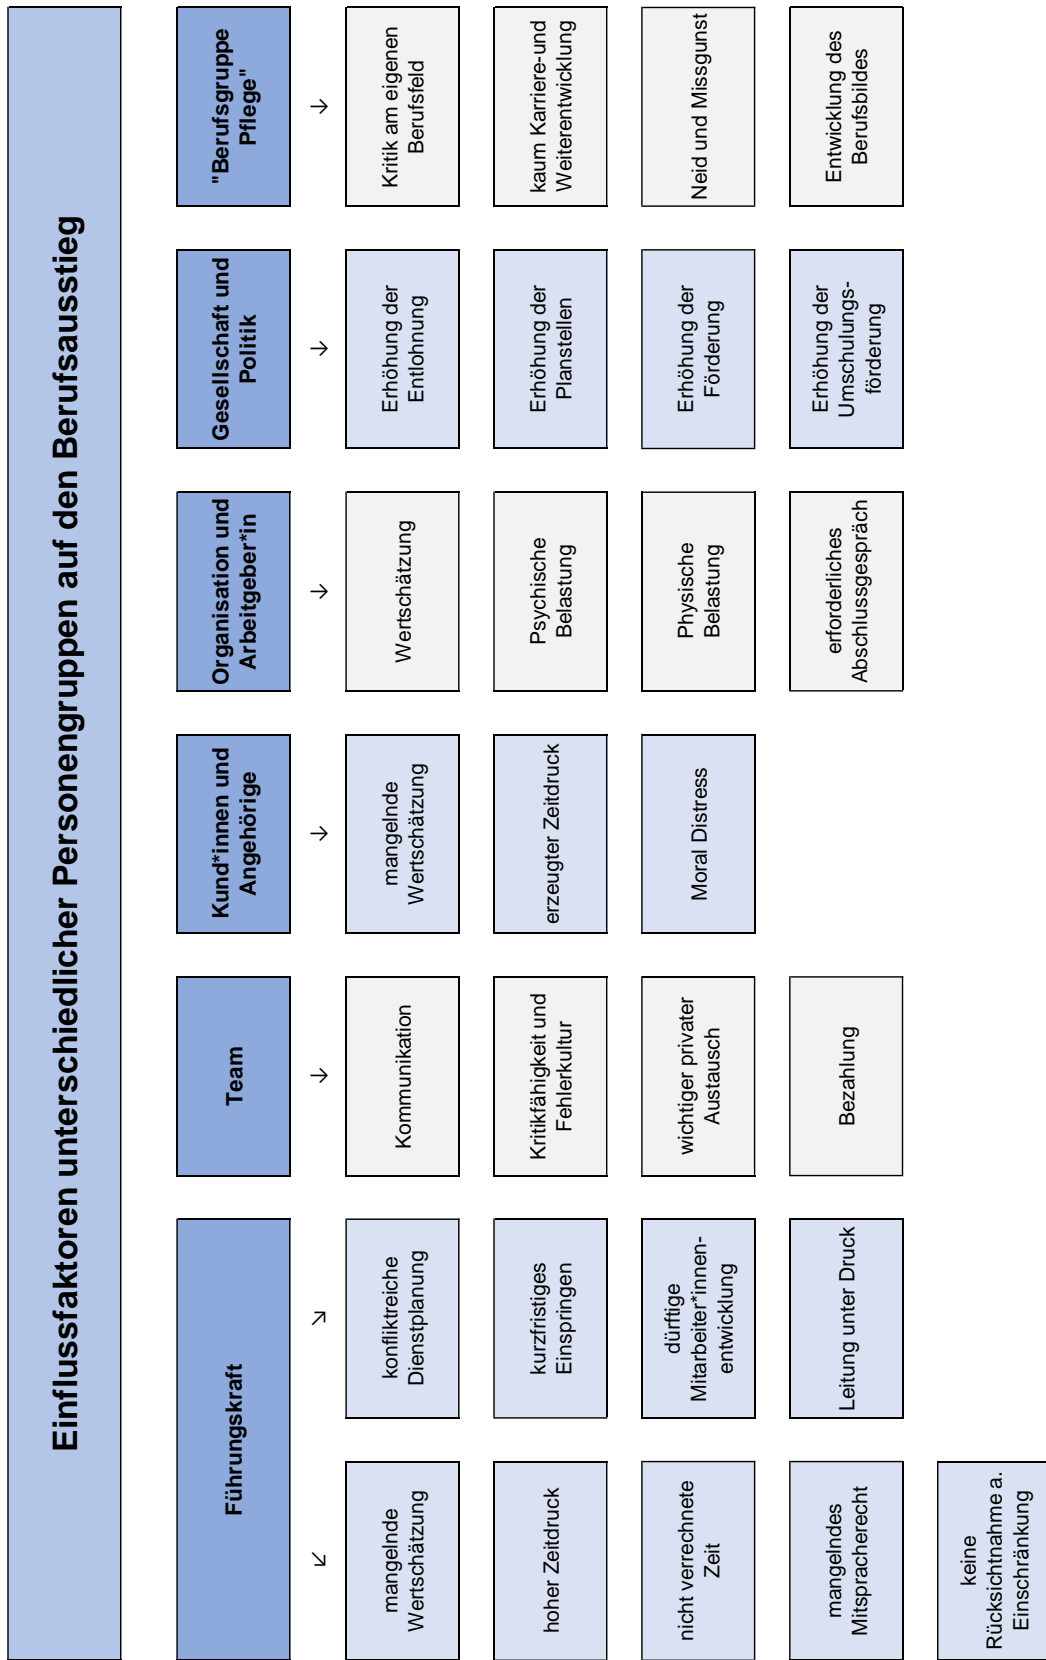 Einflussfaktoren unterschiedlicher Personengruppen auf den Berufsausstieg
Führungskraft
Team
Kund*innen und
Angehörige
Organisation und
Arbeitgeber*in
Gesellschaft und
Politik
"Berufsgruppe
Pflege"
↙
↘
↓
↓
↓
↓
↓
mangelnde
Wertschätzung
konfliktreiche
Dienstplanung
Kommunikation
mangelnde
Wertschätzung
Wertschätzung
Erhöhung der
Entlohnung
Kritik am eigenen
Berufsfeld
hoher Zeitdruck
kurzfristiges
Einspringen
Kritikfähigkeit und
Fehlerkultur
erzeugter Zeitdruck
Psychische
Belastung
Erhöhung der
Planstellen
kaum Karriere-und
Weiterentwicklung
nicht verrechnete
Zeit
dürftige
Mitarbeiter*innen-
entwicklung
wichtiger privater
Austausch
Moral Distress
Physische
Belastung
Erhöhung der
Förderung
Neid und Missgunst
mangelndes
Mitspracherecht
Leitung unter Druck
Bezahlung
erforderliches
Abschlussgespräch
Erhöhung der
Umschulungs-
förderung
Entwicklung des
Berufsbildes
keine
Rücksichtnahme a.
Einschränkung